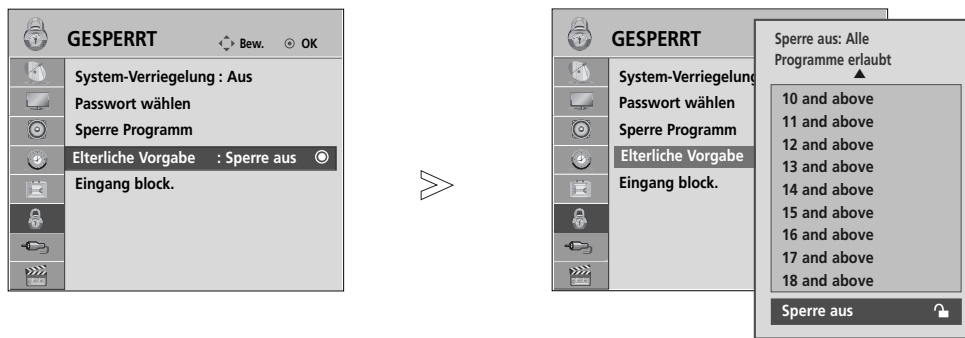 GESPERRT Bew. OK
System-Verriegelung : Aus
Passwort wählen
Sperre Programm
Elterliche Vorgabe : Sperre aus
Eingang block.
GESPERRT
System-Verriegelung
Passwort wählen
Sperre Programm
Elterliche Vorgabe
Eingang block.
Sperre aus: Alle
Programme erlaubt
10 and above
11 and above
12 and above
13 and above
14 and above
15 and above
16 and above
17 and above
18 and above
Sperre aus